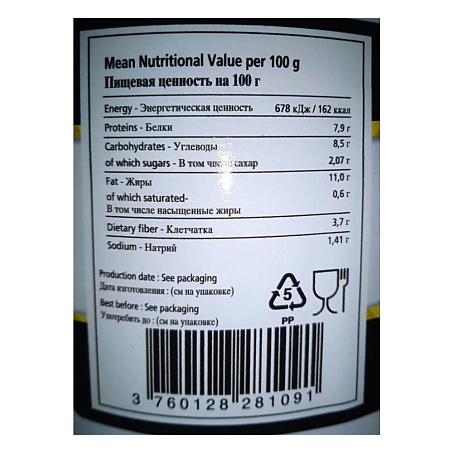 Mean Nutritional Value per 100 g
Пищевая ценность на 100 г
Energy - Энергетическая ценность 678 кДж / 162 ккал
Proteins - Белки 7,9 г
Carbohydrates - Углеводы 8,5 г
of which sugars - В том числе сахар 2,07 г
Fat - Жиры 11,0 г
of which saturated- 0,6 г
В том числе насыщенные жиры
Dietary fiber - Клетчатка 3,7 г
Sodium - Натрий 1,41 г
Production date : See packaging
Дата изготовления : (см на упаковке)
Best before : See packaging
Употребить до : (см на упаковке)
5
PP
3 760128 281091